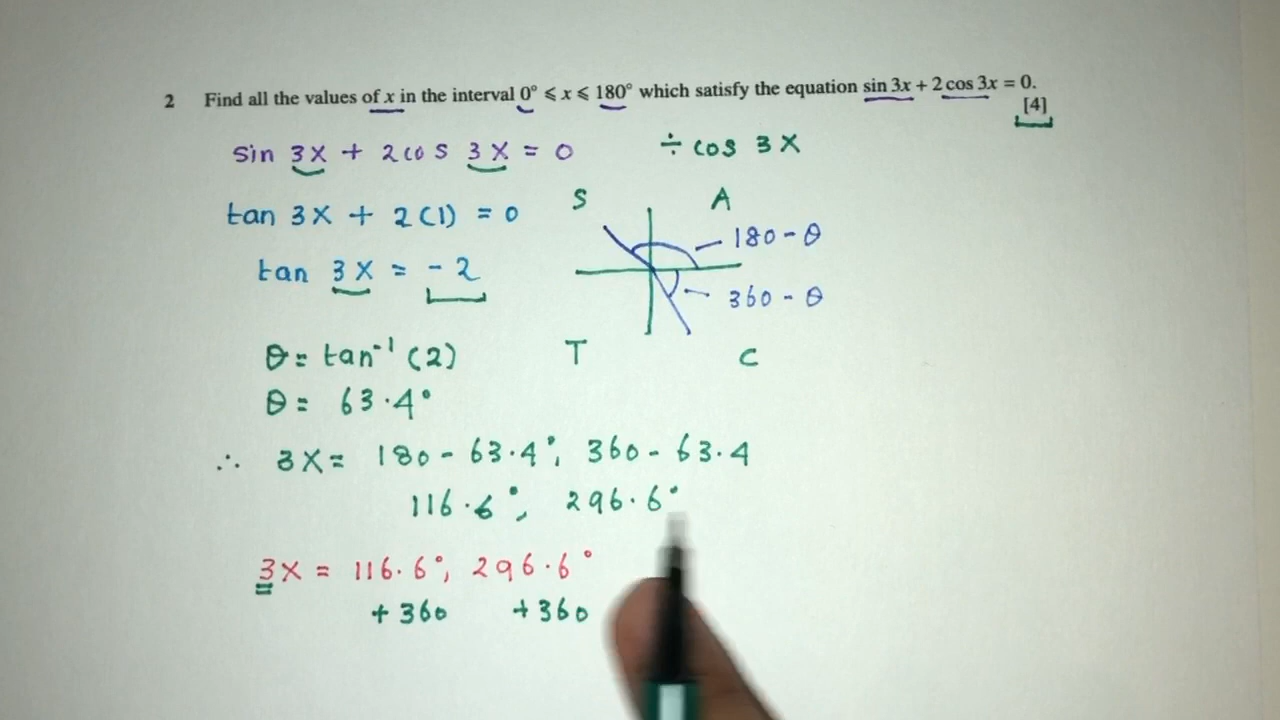 2 Find all the values of x in the interval 0° ⩽ x ⩽ 180° which satisfy the equation sin 3x + 2 cos 3x = 0.
[4]
sin 3x + 2cos 3x = 0 ÷ cos 3x
S A
tan 3x + 2(1) = 0
180 - θ
tan 3x = -2
360 - θ
θ = tan⁻¹ (2)
T C
θ = 63.4°
∴ 3x = 180 - 63.4°, 360 - 63.4
116.6°, 296.6°
3x = 116.6°, 296.6°
+360 +360